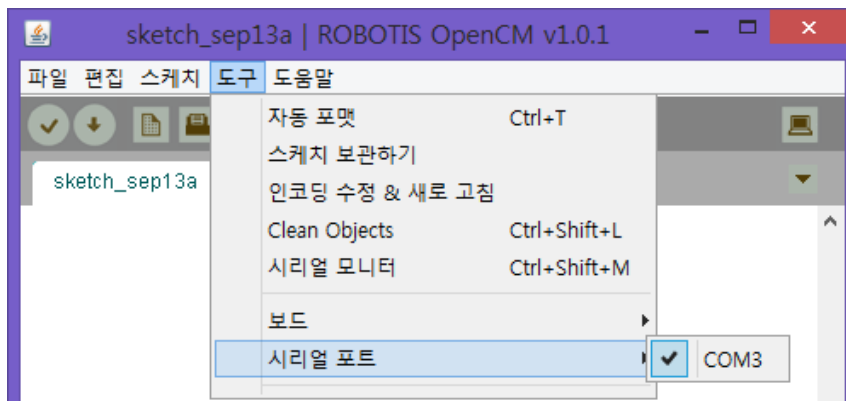 sketch_sep13a | ROBOTIS OpenCM v1.0.1
파일 편집 스케치 도구 도움말
자동 포맷 Ctrl+T
스케치 보관하기
sketch_sep13a
인코딩 수정 & 새로 고침
Clean Objects Ctrl+Shift+L
시리얼 모니터 Ctrl+Shift+M
보드
시리얼 포트
COM3